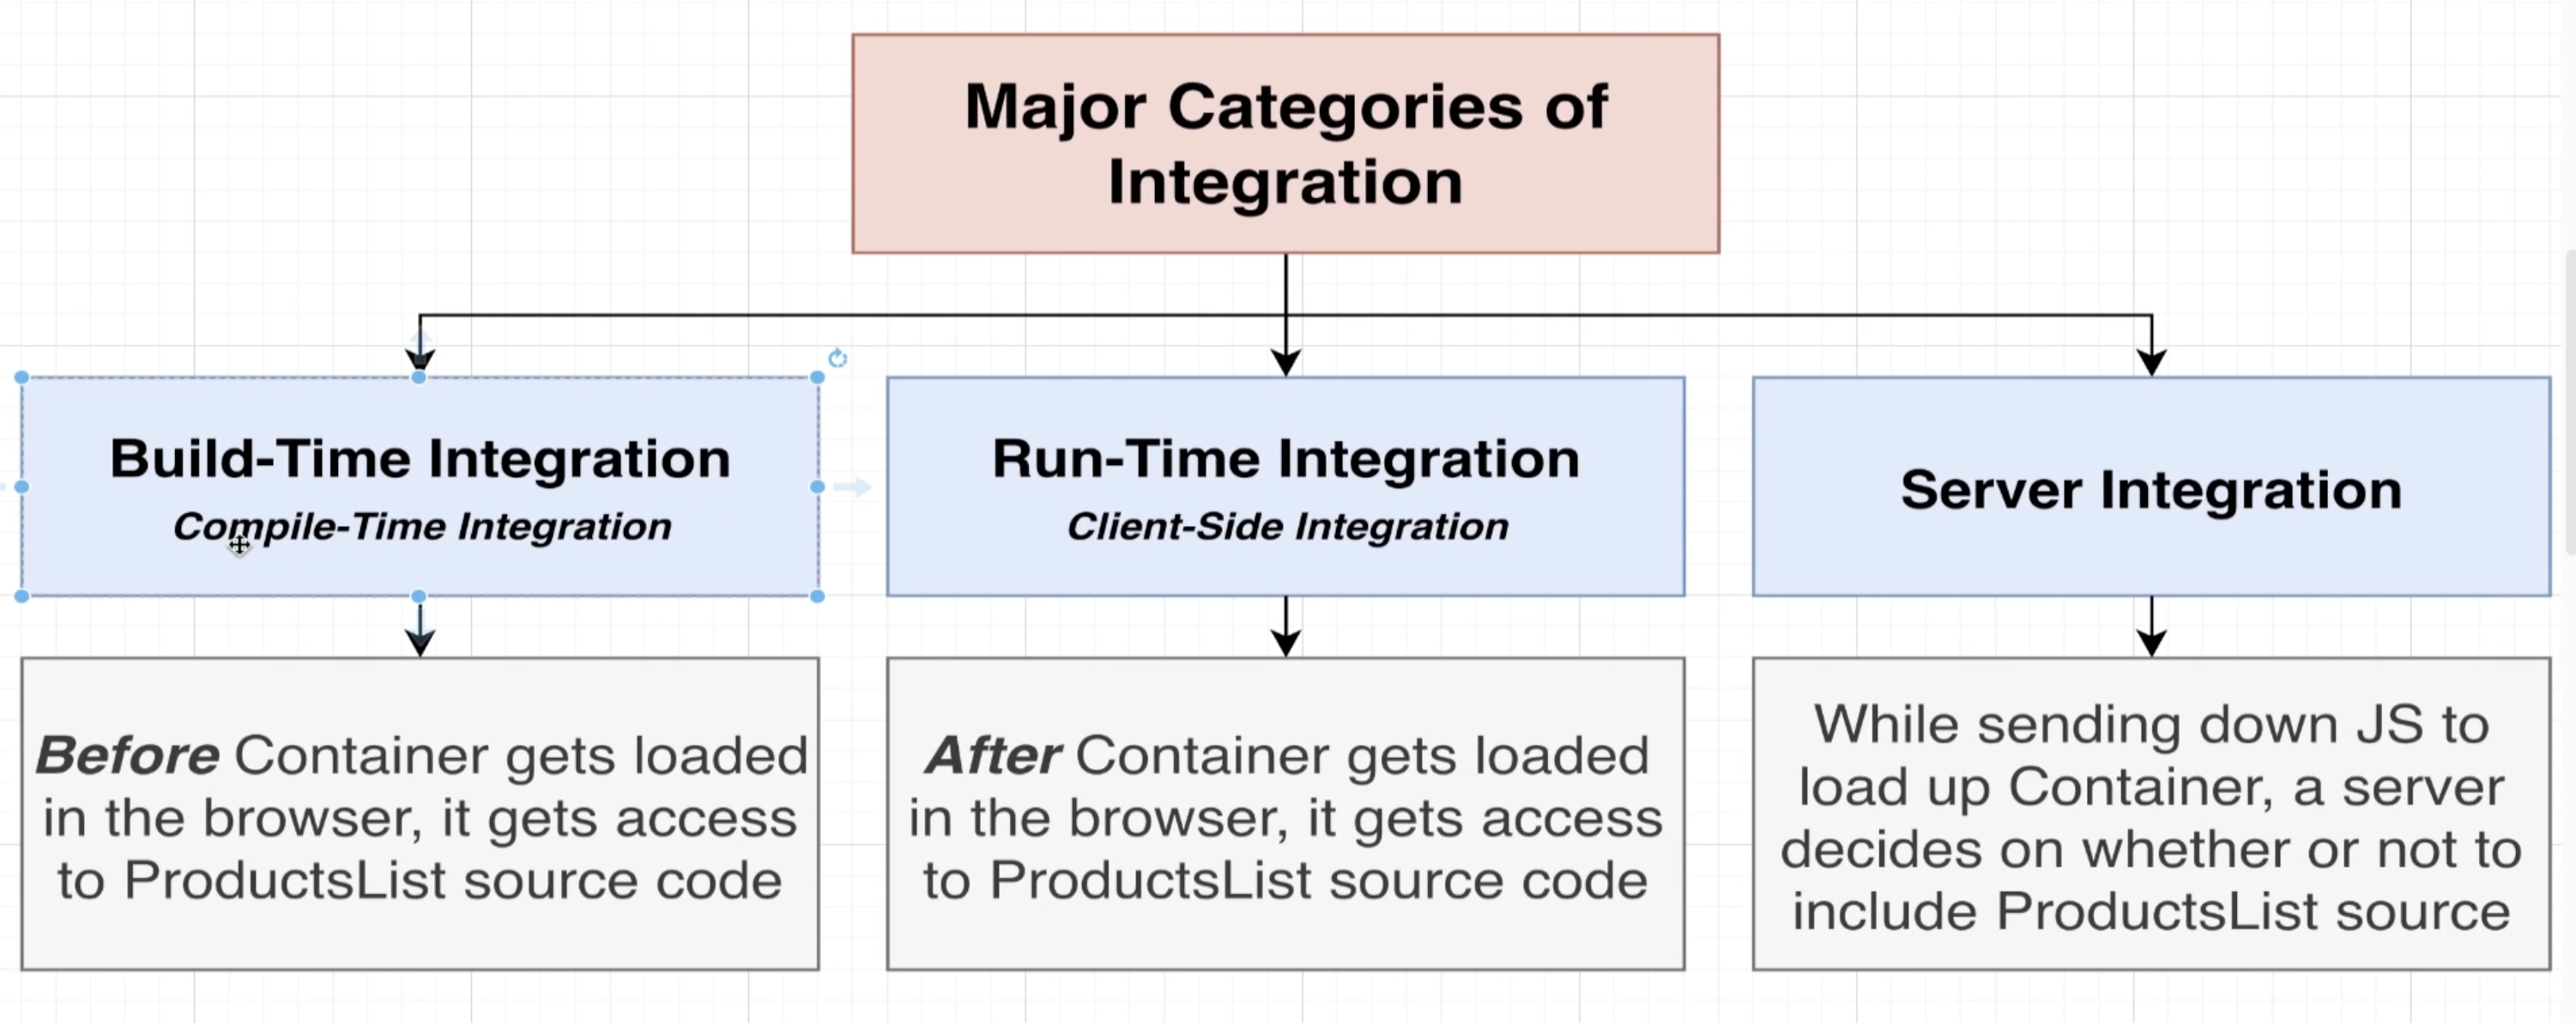 Major Categories of
Integration
Build-Time Integration
Compile-Time Integration
Run-Time Integration
Client-Side Integration
Server Integration
Before Container gets loaded
in the browser, it gets access
to ProductsList source code
After Container gets loaded
in the browser, it gets access
to ProductsList source code
While sending down JS to
load up Container, a server
decides on whether or not to
include ProductsList source